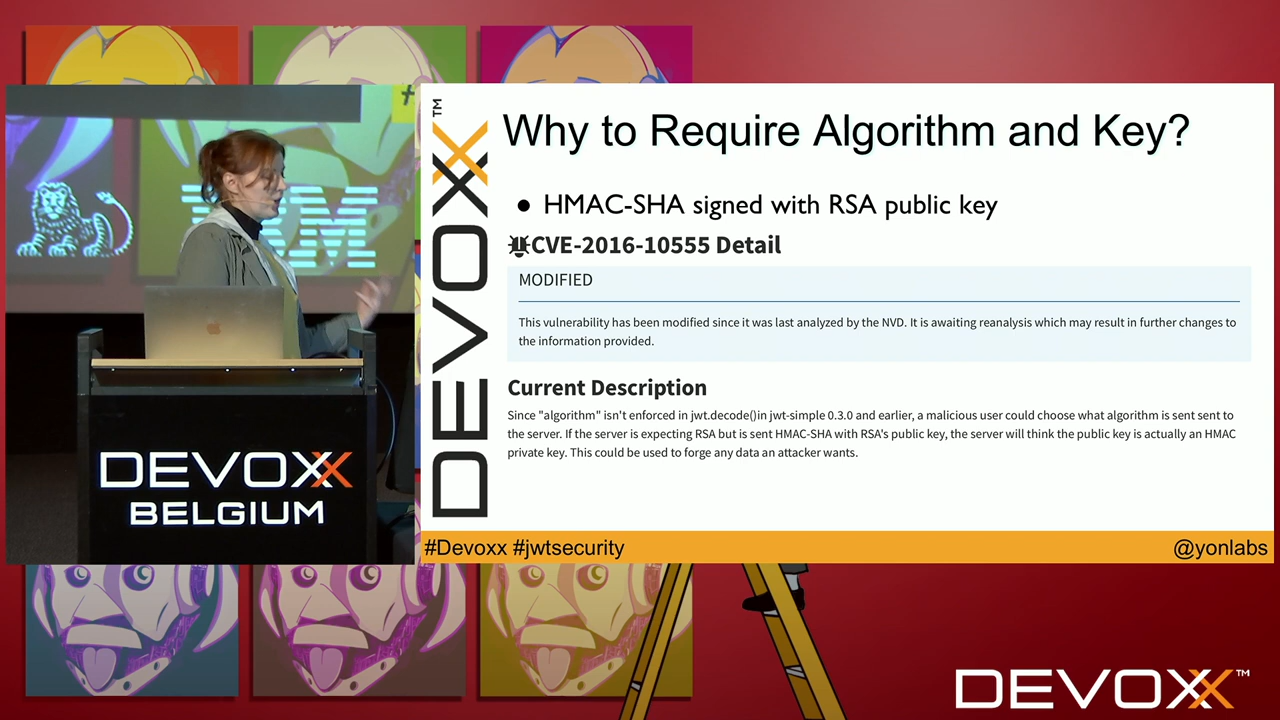 IBM
DEVOXX
BELGIUM
DEVOXX™
Why to Require Algorithm and Key?
● HMAC-SHA signed with RSA public key
CVE-2016-10555 Detail
MODIFIED
This vulnerability has been modified since it was last analyzed by the NVD. It is awaiting reanalysis which may result in further changes to
the information provided.
Current Description
Since "algorithm" isn't enforced in jwt.decode()in jwt-simple 0.3.0 and earlier, a malicious user could choose what algorithm is sent sent to
the server. If the server is expecting RSA but is sent HMAC-SHA with RSA's public key, the server will think the public key is actually an HMAC
private key. This could be used to forge any data an attacker wants.
#Devoxx #jwtsecurity
@yonlabs
DEVOXX™